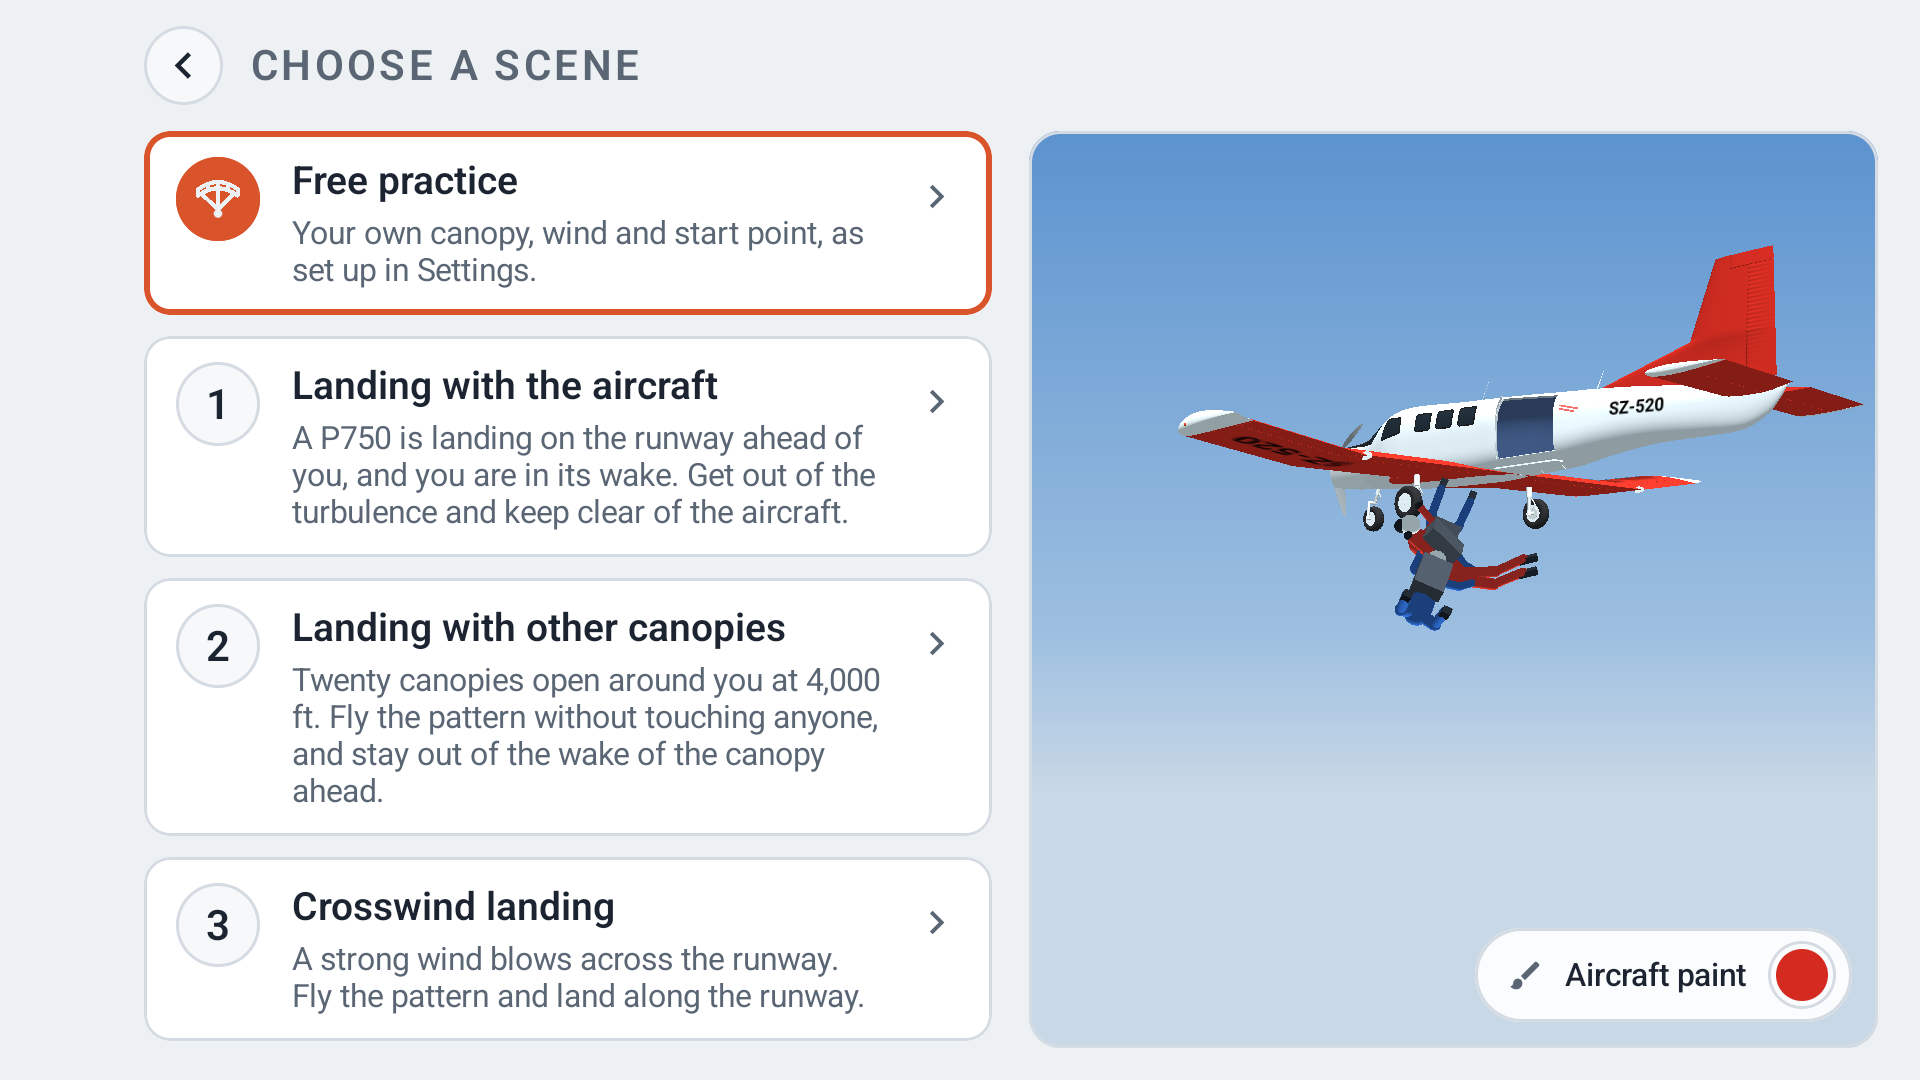 CHOOSE A SCENE
Free practice
Your own canopy, wind and start point, as
set up in Settings.
1
Landing with the aircraft
A P750 is landing on the runway ahead of
you, and you are in its wake. Get out of the
turbulence and keep clear of the aircraft.
2
Landing with other canopies
Twenty canopies open around you at 4,000
ft. Fly the pattern without touching anyone,
and stay out of the wake of the canopy
ahead.
3
Crosswind landing
A strong wind blows across the runway.
Fly the pattern and land along the runway.
SZ-520
SZ-520
Aircraft paint